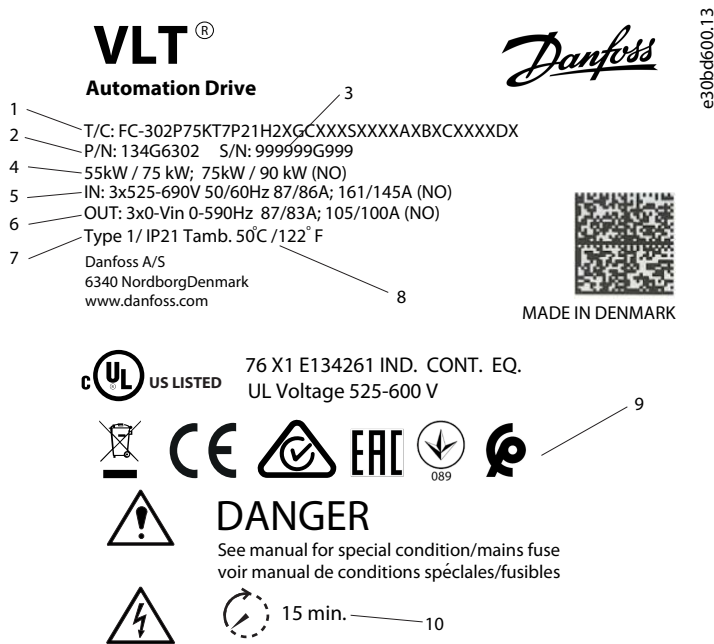 VLT®
Danfoss
e30bd600.13
Automation Drive
3
1
T/C: FC-302P75KT7P21H2XGCXXXSXXXXAXBXCXXXXDX
2
P/N: 134G6302 S/N: 999999G999
4
55kW / 75 kW; 75kW / 90 kW (NO)
5
IN: 3x525-690V 50/60Hz 87/86A; 161/145A (NO)
6
OUT: 3x0-Vin 0-590Hz 87/83A; 105/100A (NO)
7
Type 1/ IP21 Tamb. 50°C /122° F
8
Danfoss A/S
6340 NordborgDenmark
www.danfoss.com
MADE IN DENMARK
c UL ® US LISTED
76 X1 E134261 IND. CONT. EQ.
UL Voltage 525-600 V
9
CE
EAC
089
DANGER
See manual for special condition/mains fuse
voir manual de conditions spéclales/fusibles
15 min.
10